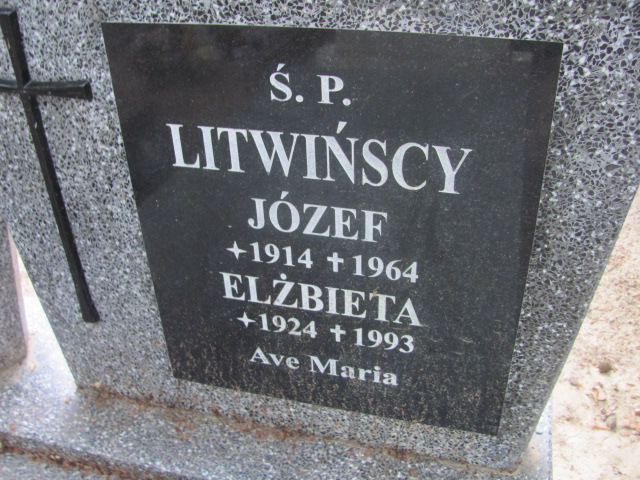 Ś. P.
LITWIŃSCY
JÓZEF
✦1914 ✝1964
ELŻBIETA
✦1924 ✝1993
Ave Maria